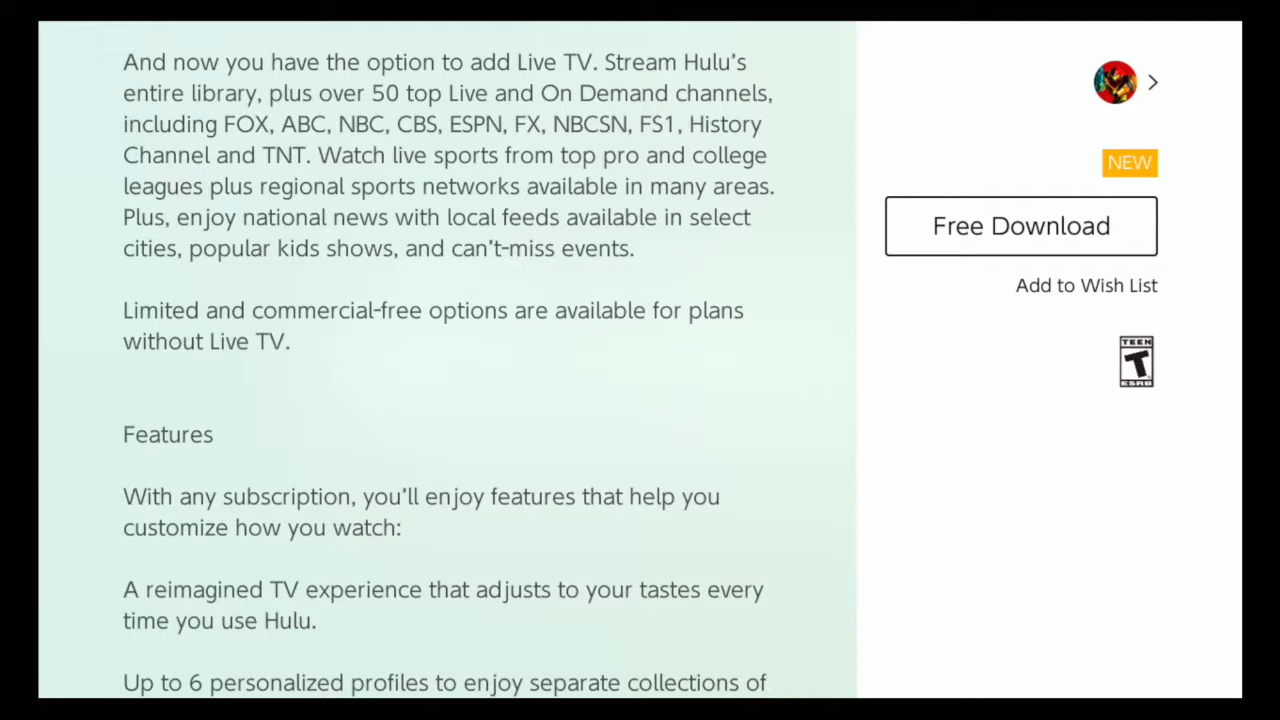 And now you have the option to add Live TV. Stream Hulu's
entire library, plus over 50 top Live and On Demand channels,
including FOX, ABC, NBC, CBS, ESPN, FX, NBCSN, FS1, History
Channel and TNT. Watch live sports from top pro and college
leagues plus regional sports networks available in many areas.
Plus, enjoy national news with local feeds available in select
cities, popular kids shows, and can't-miss events.
Limited and commercial-free options are available for plans
without Live TV.
Features
With any subscription, you'll enjoy features that help you
customize how you watch:
A reimagined TV experience that adjusts to your tastes every
time you use Hulu.
Up to 6 personalized profiles to enjoy separate collections of
NEW
Free Download
Add to Wish List
TEEN
T
ESRB